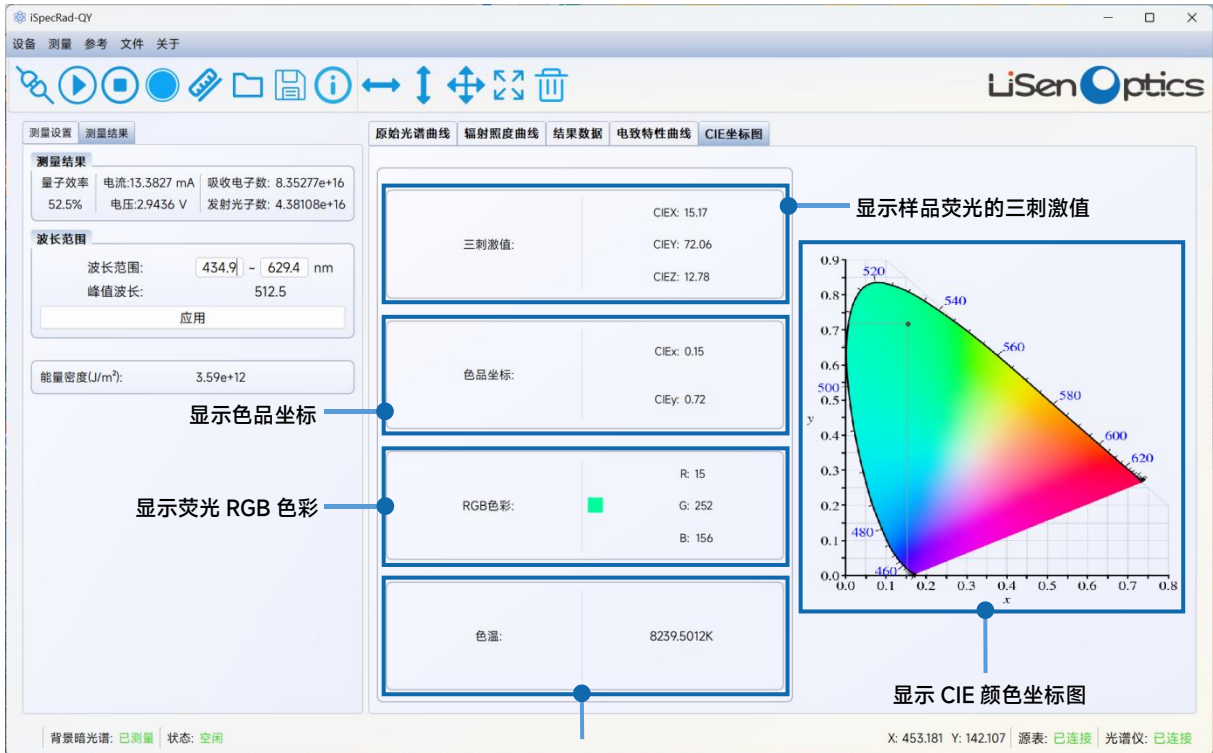 iSpecRad-QY
设备 测量 参考 文件 关于
LiSenOptics
测量设置 测量结果
测量结果
量子效率 电流:13.3827 mA 吸收电子数: 8.35277e+16
52.5% 电压:2.9436 V 发射光子数: 4.38108e+16
波长范围
波长范围: 434.9 ~ 629.4 nm
峰值波长: 512.5
应用
能量密度(J/m²): 3.59e+12
显示色品坐标
显示荧光 RGB 色彩
原始光谱曲线 辐射照度曲线 结果数据 电致特性曲线 CIE坐标图
三刺激值:
CIEX: 15.17
CIEY: 72.06
CIEZ: 12.78
色品坐标:
CIEx: 0.15
CIEy: 0.72
RGB色彩:
R: 15
G: 252
B: 156
色温:
8239.5012K
显示样品荧光的三刺激值
0.9
0.8
0.7
0.6
0.5
0.4
0.3
0.2
0.1
0.0
y
520
540
560
580
600
620
500
480
460
0.0 0.1 0.2 0.3 0.4 0.5 0.6 0.7 0.8
x
显示 CIE 颜色坐标图
背景暗光谱: 已测量 状态: 空闲
X: 453.181 Y: 142.107 源表: 已连接 光谱仪: 已连接